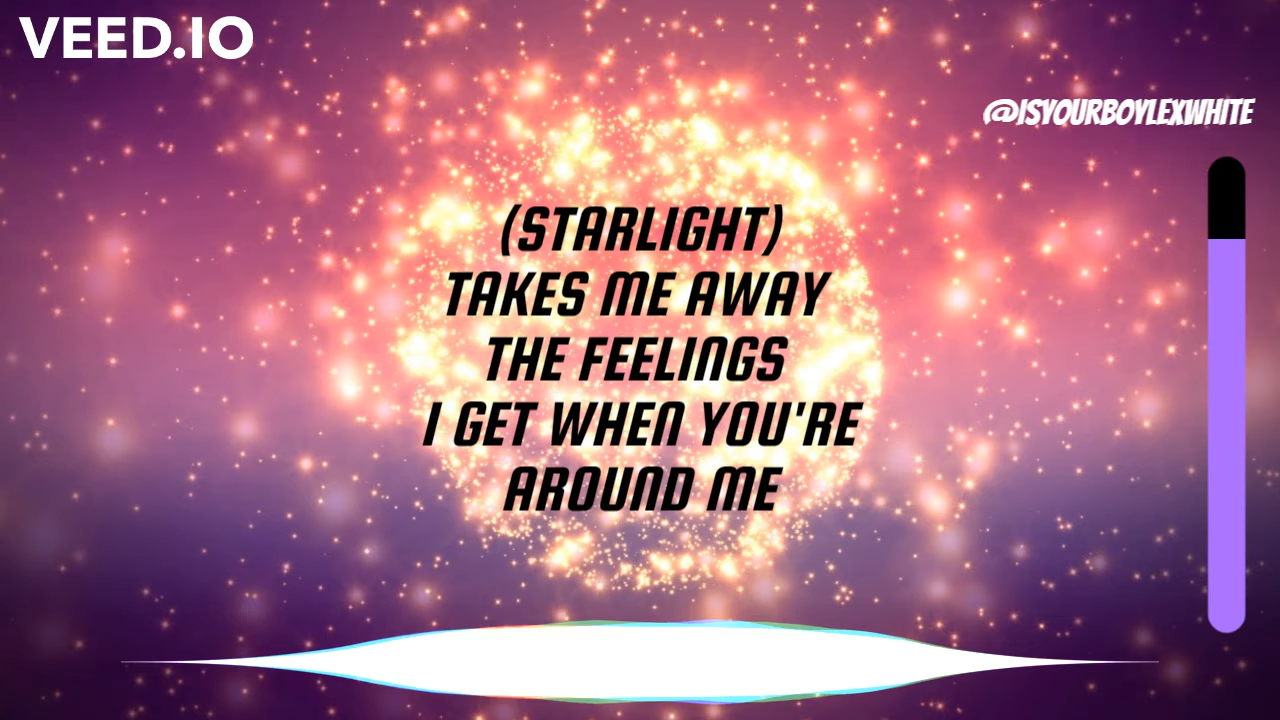 VEED.IO
@ISYOURBOYLEXWHITE
(STARLIGHT)
TAKES ME AWAY
THE FEELINGS
I GET WHEN YOU'RE
AROUND ME